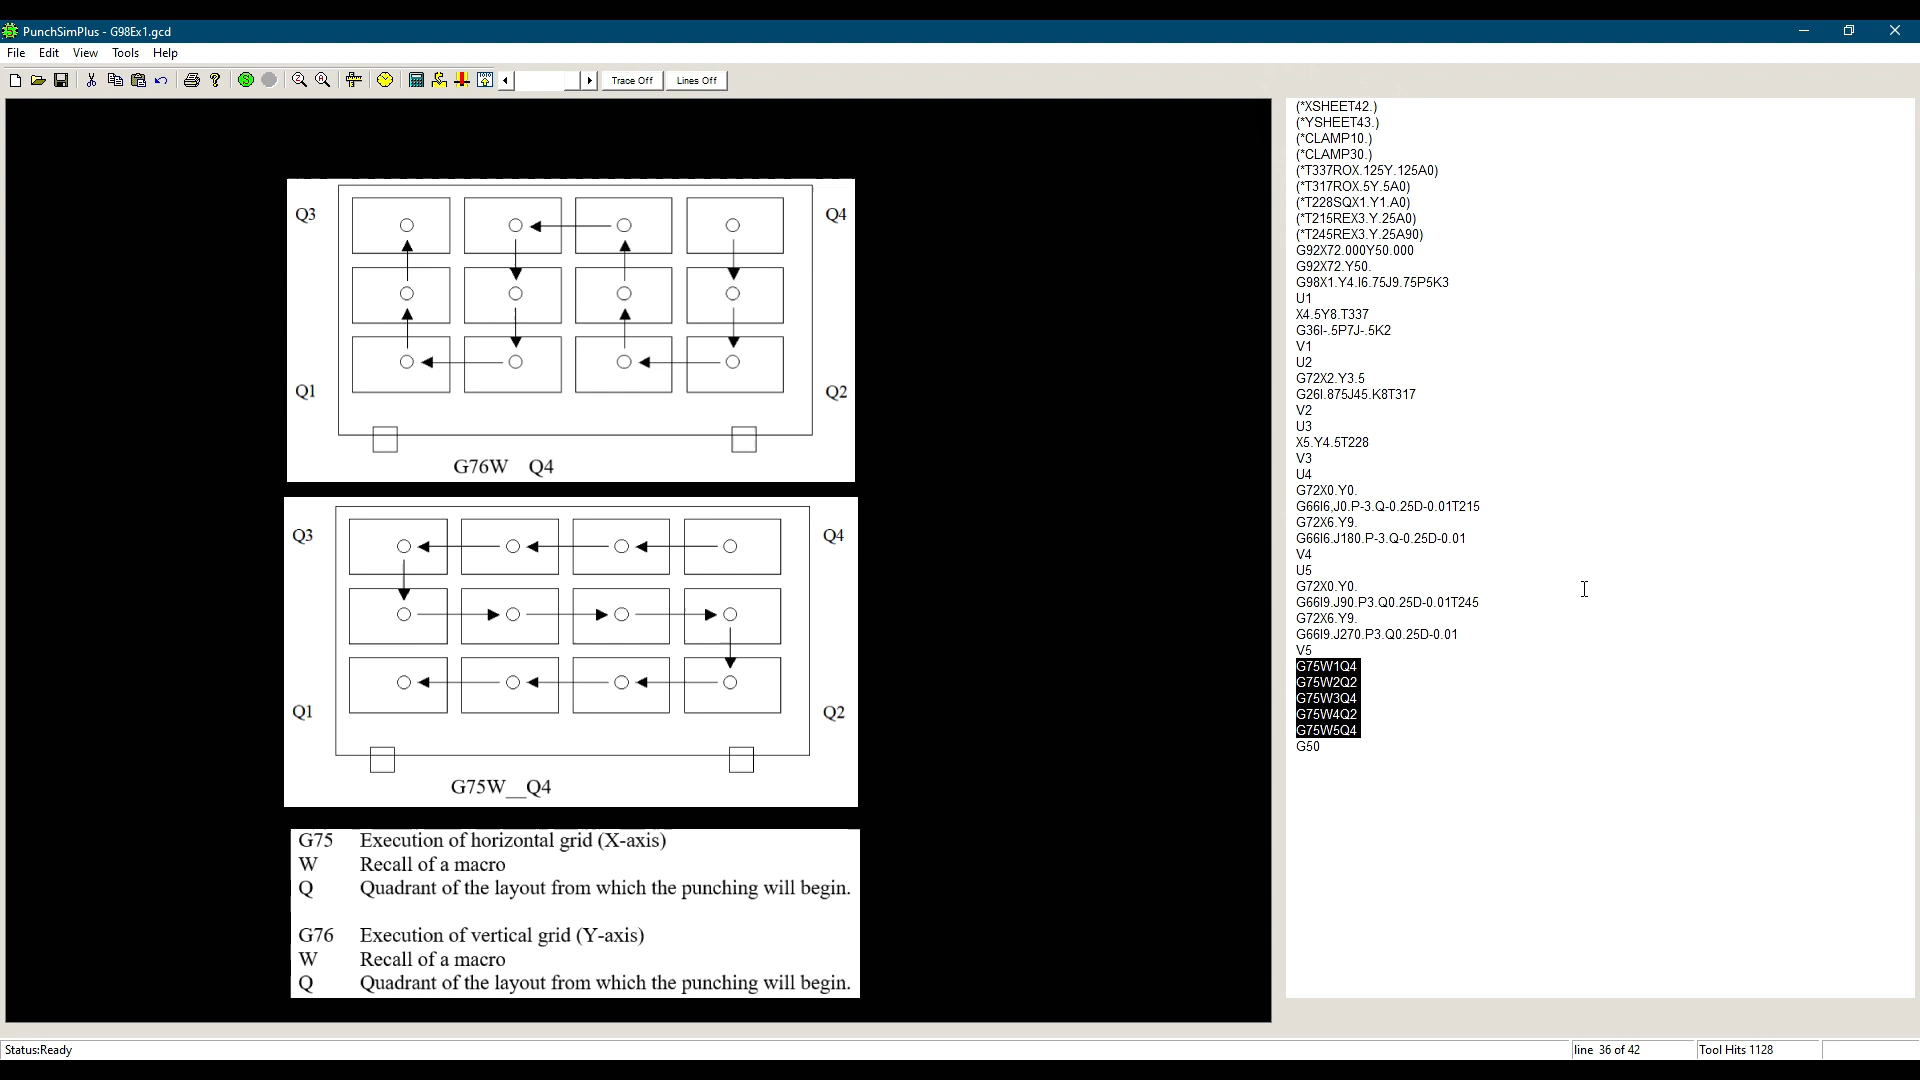 PunchSimPlus - G98Ex1.gcd
File Edit View Tools Help
Trace Off Lines Off
Q3 Q4
Q1 Q2
G76W Q4
Q3 Q4
Q1 Q2
G75W__Q4
G75 Execution of horizontal grid (X-axis)
W Recall of a macro
Q Quadrant of the layout from which the punching will begin.
G76 Execution of vertical grid (Y-axis)
W Recall of a macro
Q Quadrant of the layout from which the punching will begin.
(*XSHEET42.)
(*YSHEET43.)
(*CLAMP10.)
(*CLAMP30.)
(*T337ROX.125Y.125A0)
(*T317ROX.5Y.5A0)
(*T228SQX1.Y1.A0)
(*T215REX3.Y.25A0)
(*T245REX3.Y.25A90)
G92X72.000Y50.000
G92X72.Y50.
G98X1.Y4.I6.75J9.75P5K3
U1
X4.5Y8.T337
G36I-.5P7J-.5K2
V1
U2
G72X2.Y3.5
G26I.875J45.K8T317
V2
U3
X5.Y4.5T228
V3
U4
G72X0.Y0.
G66I6,J0.P-3.Q-0.25D-0.01T215
G72X6.Y9.
G66I6.J180.P-3.Q-0.25D-0.01
V4
U5
G72X0.Y0.
G66I9.J90.P3.Q0.25D-0.01T245
G72X6.Y9.
G66I9.J270.P3.Q0.25D-0.01
V5
G75W1Q4
G75W2Q2
G75W3Q4
G75W4Q2
G75W5Q4
G50
Status:Ready
line 36 of 42
Tool Hits 1128